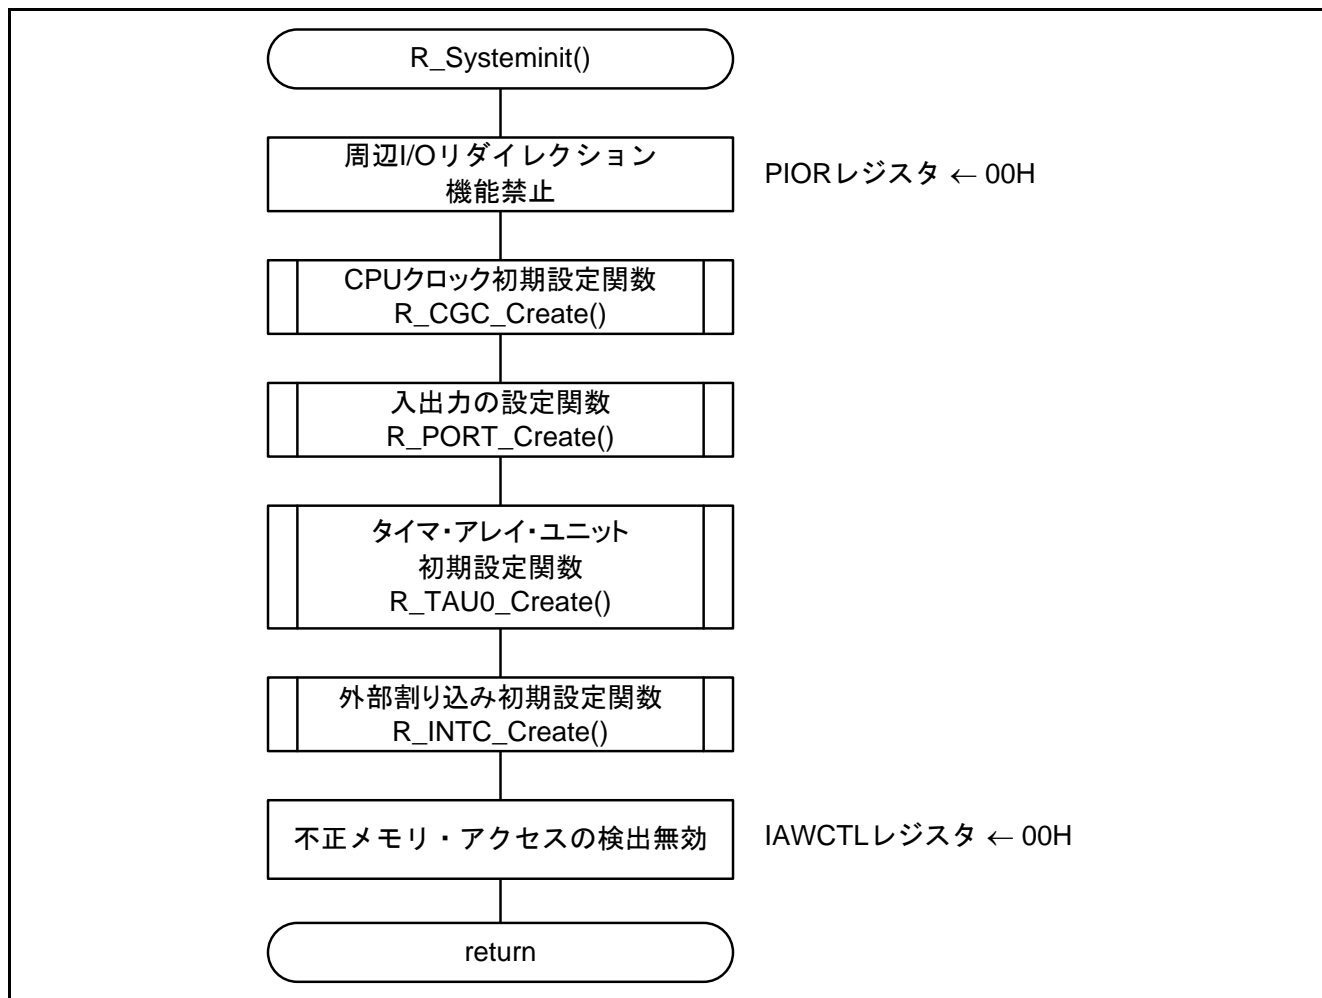 R_Systeminit()
周辺I/Oリダイレクション
機能禁止
PIORレジスタ ← 00H
CPUクロック初期設定関数
R_CGC_Create()
入出力の設定関数
R_PORT_Create()
タイマ・アレイ・ユニット
初期設定関数
R_TAU0_Create()
外部割り込み初期設定関数
R_INTC_Create()
不正メモリ・アクセスの検出無効
IAWCTLレジスタ ← 00H
return